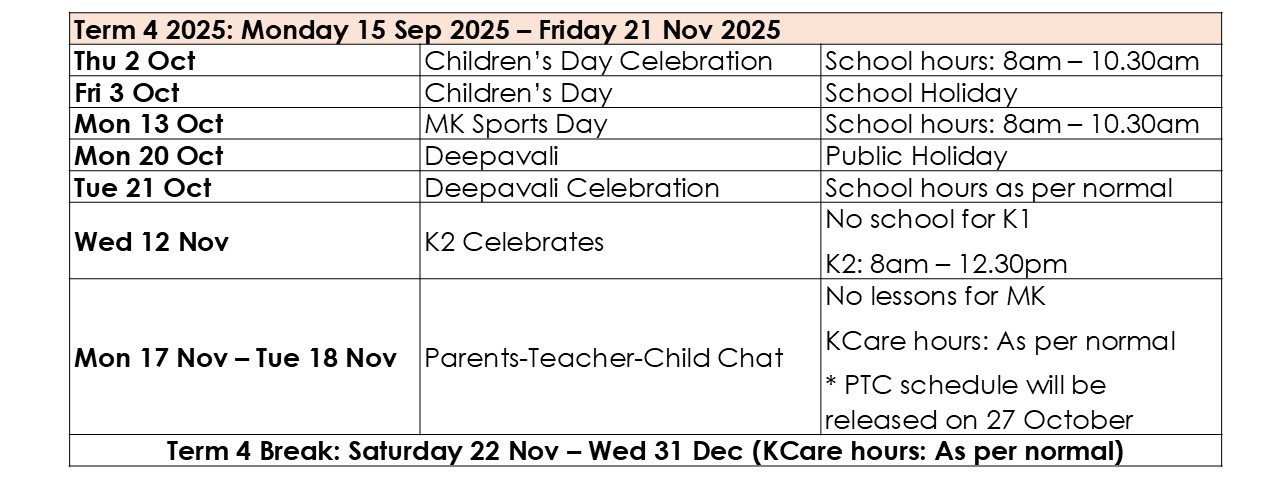 Term 4 2025: Monday 15 Sep 2025 – Friday 21 Nov 2025
Thu 2 Oct Children’s Day Celebration School hours: 8am – 10.30am
Fri 3 Oct Children’s Day School Holiday
Mon 13 Oct MK Sports Day School hours: 8am – 10.30am
Mon 20 Oct Deepavali Public Holiday
Tue 21 Oct Deepavali Celebration School hours as per normal
Wed 12 Nov K2 Celebrates No school for K1
K2: 8am – 12.30pm
Mon 17 Nov – Tue 18 Nov Parents-Teacher-Child Chat No lessons for MK
KCare hours: As per normal
* PTC schedule will be
released on 27 October
Term 4 Break: Saturday 22 Nov – Wed 31 Dec (KCare hours: As per normal)